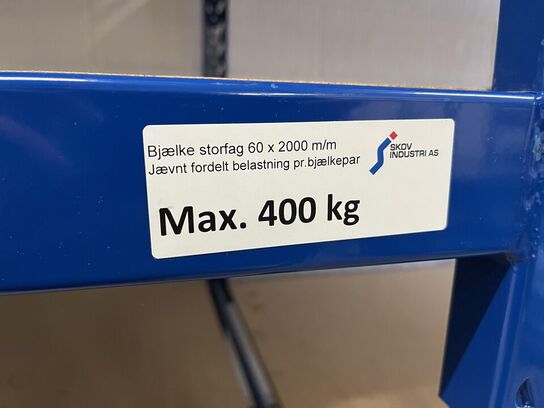 Bjælke storfag 60 x 2000 m/m
Jævnt fordelt belastning pr.bjælkepar
SKOV
INDUSTRI AS
Max. 400 kg